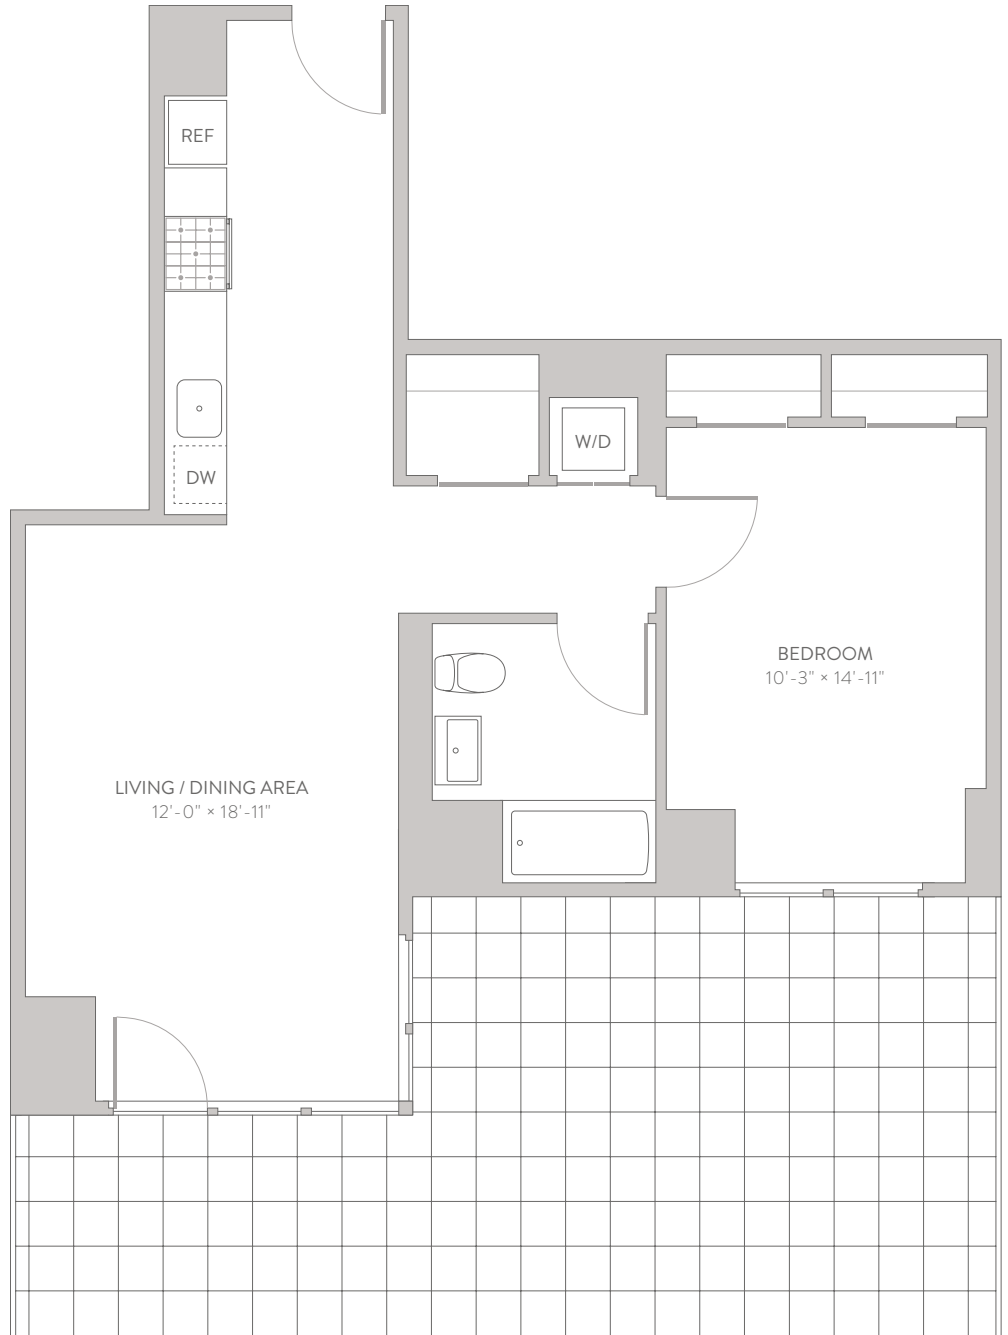 REF
DW
W/D
BEDROOM
10'-3" × 14'-11"
LIVING / DINING AREA
12'-0" × 18'-11"